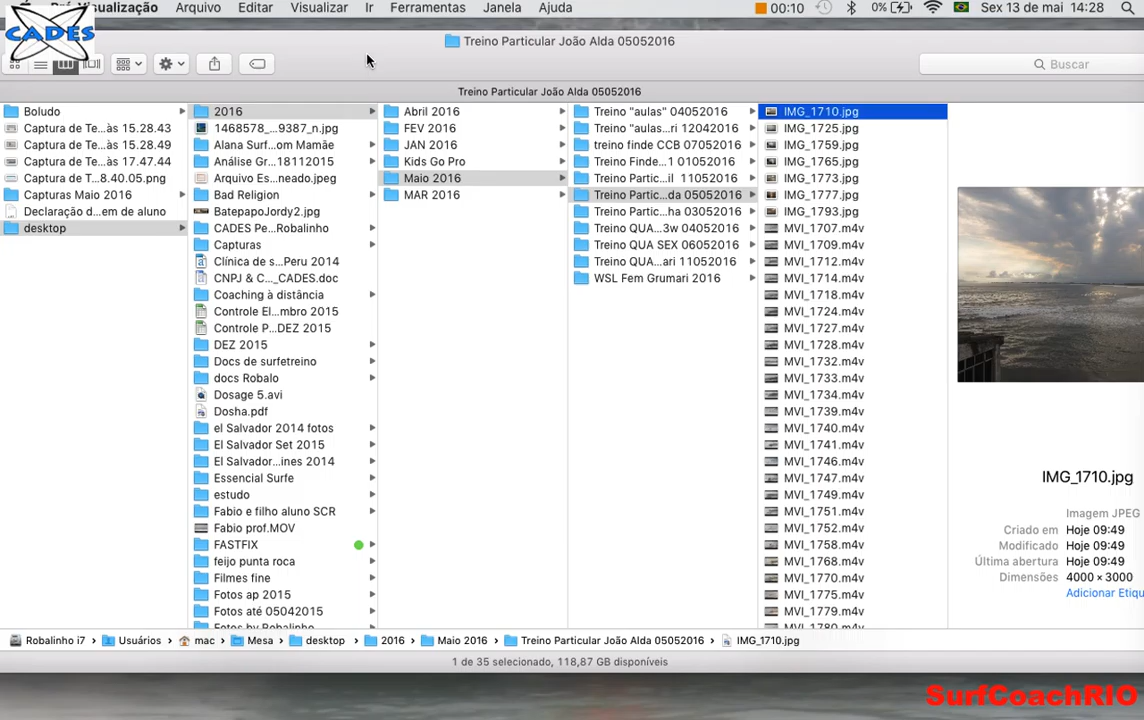 Pré-Visualização Arquivo Editar Visualizar Ir Ferramentas Janela Ajuda 00:10 0% Sex 13 de mai 14:28
CADES
Treino Particular João Alda 05052016
Buscar
Treino Particular João Alda 05052016
Boludo
Captura de Te...às 15.28.43
Captura de Te...às 15.28.49
Captura de Te...às 17.47.44
Captura de Te...8.40.05.png
Capturas Maio 2016
Declaração d...em de aluno
desktop
2016
1468578_...9387_n.jpg
Alana Surf...om Mamãe
Análise Gr...18112015
Arquivo Es...neado.jpeg
Bad Religion
BatepapoJordy2.jpg
CADES Pe...Robalinho
Capturas
Clínica de s...Peru 2014
CNPJ & C..._CADES.doc
Coaching à distância
Controle El...mbro 2015
Controle P...DEZ 2015
DEZ 2015
Docs de surfetreino
docs Robalo
Dosage 5.avi
Dosha.pdf
el Salvador 2014 fotos
El Salvador Set 2015
El Salvador...ines 2014
Essencial Surfe
estudo
Fabio e filho aluno SCR
Fabio prof.MOV
FASTFIX
feijo punta roca
Filmes fine
Fotos ap 2015
Fotos até 05042015
Fotos by Robalinho
Abril 2016
FEV 2016
JAN 2016
Kids Go Pro
Maio 2016
MAR 2016
Treino "aulas" 04052016
Treino "aulas...ri 12042016
treino finde CCB 07052016
Treino Finde...1 01052016
Treino Partic...il 11052016
Treino Partic...da 05052016
Treino Partic...ha 03052016
Treino QUA...3w 04052016
Treino QUA SEX 06052016
Treino QUA...ari 11052016
WSL Fem Grumari 2016
IMG_1710.jpg
IMG_1725.jpg
IMG_1759.jpg
IMG_1765.jpg
IMG_1773.jpg
IMG_1777.jpg
IMG_1793.jpg
MVI_1707.m4v
MVI_1709.m4v
MVI_1712.m4v
MVI_1714.m4v
MVI_1718.m4v
MVI_1724.m4v
MVI_1727.m4v
MVI_1728.m4v
MVI_1732.m4v
MVI_1733.m4v
MVI_1734.m4v
MVI_1739.m4v
MVI_1740.m4v
MVI_1741.m4v
MVI_1746.m4v
MVI_1747.m4v
MVI_1749.m4v
MVI_1751.m4v
MVI_1752.m4v
MVI_1758.m4v
MVI_1768.m4v
MVI_1770.m4v
MVI_1775.m4v
MVI_1779.m4v
MVI_1780.m4v
IMG_1710.jpg
Imagem JPEG
Criado em Hoje 09:49
Modificado Hoje 09:49
Última abertura Hoje 09:49
Dimensões 4000 × 3000
Adicionar Etiqu
Robalinho i7 › Usuários › mac › Mesa › desktop › 2016 › Maio 2016 › Treino Particular João Alda 05052016 › IMG_1710.jpg
1 de 35 selecionado, 118,87 GB disponíveis
SurfCoachRIO